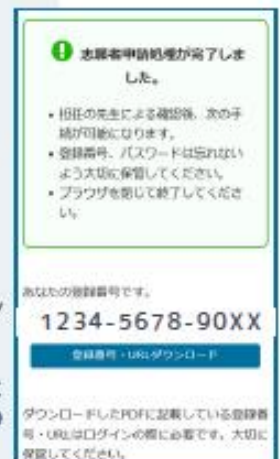 志願者申請処理が完了しま
した。
• 担任の先生による確認後、次の手
続が可能になります。
• 登録番号、パスワードは忘れない
よう大切に保管してください。
• ブラウザを閉じて終了してくださ
い。
あなたの登録番号です。
1234-5678-90XX
登録番号・URLダウンロード
ダウンロードしたPDFに記載している登録番
号・URLはログインの際に必要です。大切に
保管してください。